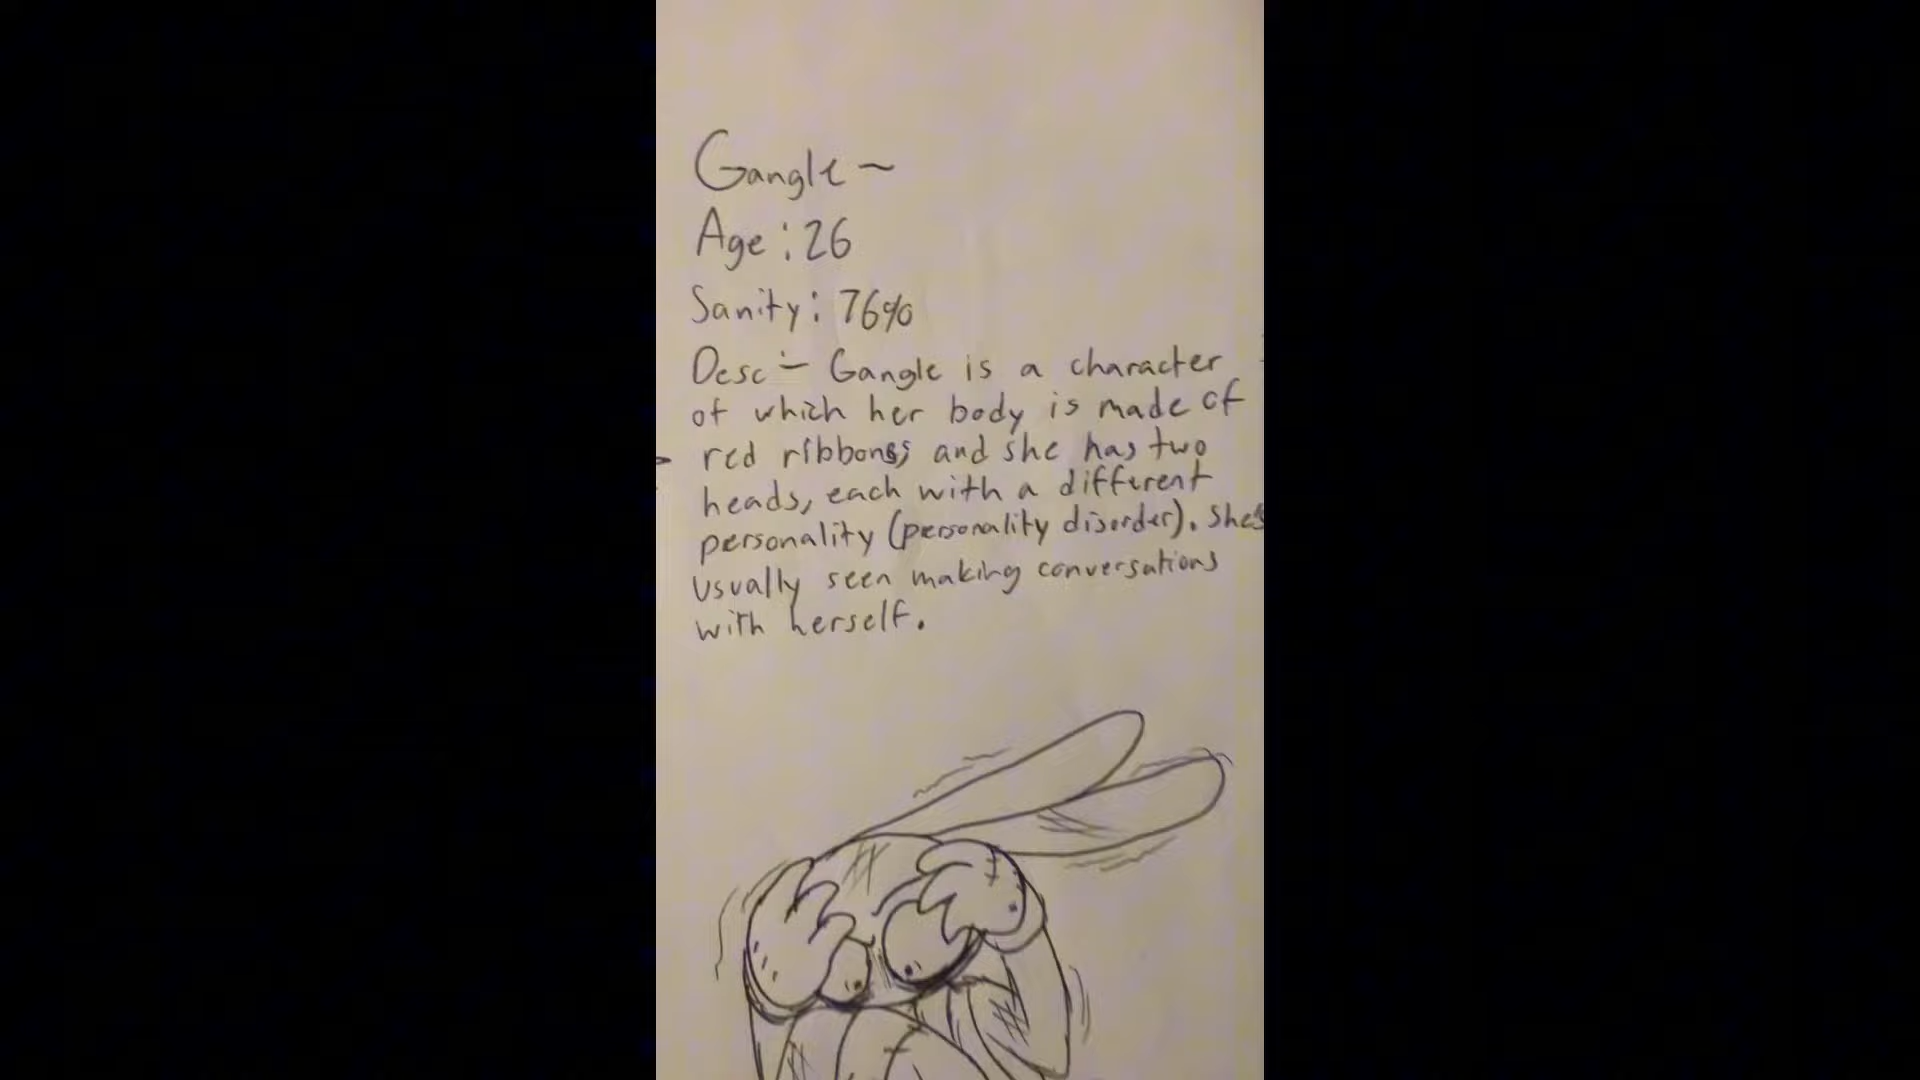 Gangle ~
Age : 26
Sanity : 76%
Desc :- Gangle is a character
of which her body is made of
red ribbons, and she has two
heads, each with a different
personality (personality disorder). She's
usually seen making conversations
with herself.